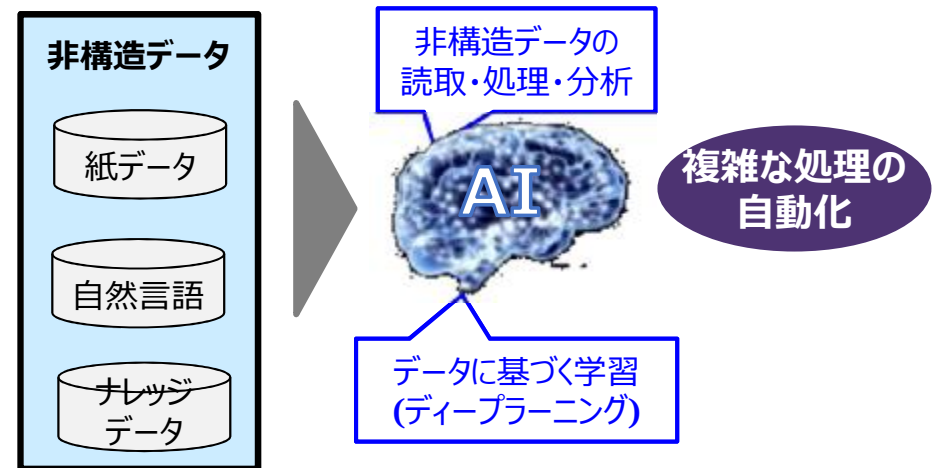 非構造データ
紙データ
自然言語
ナレッジ
データ
非構造データの
読取・処理・分析
AI
データに基づく学習
(ディープラーニング)
複雑な処理の
自動化